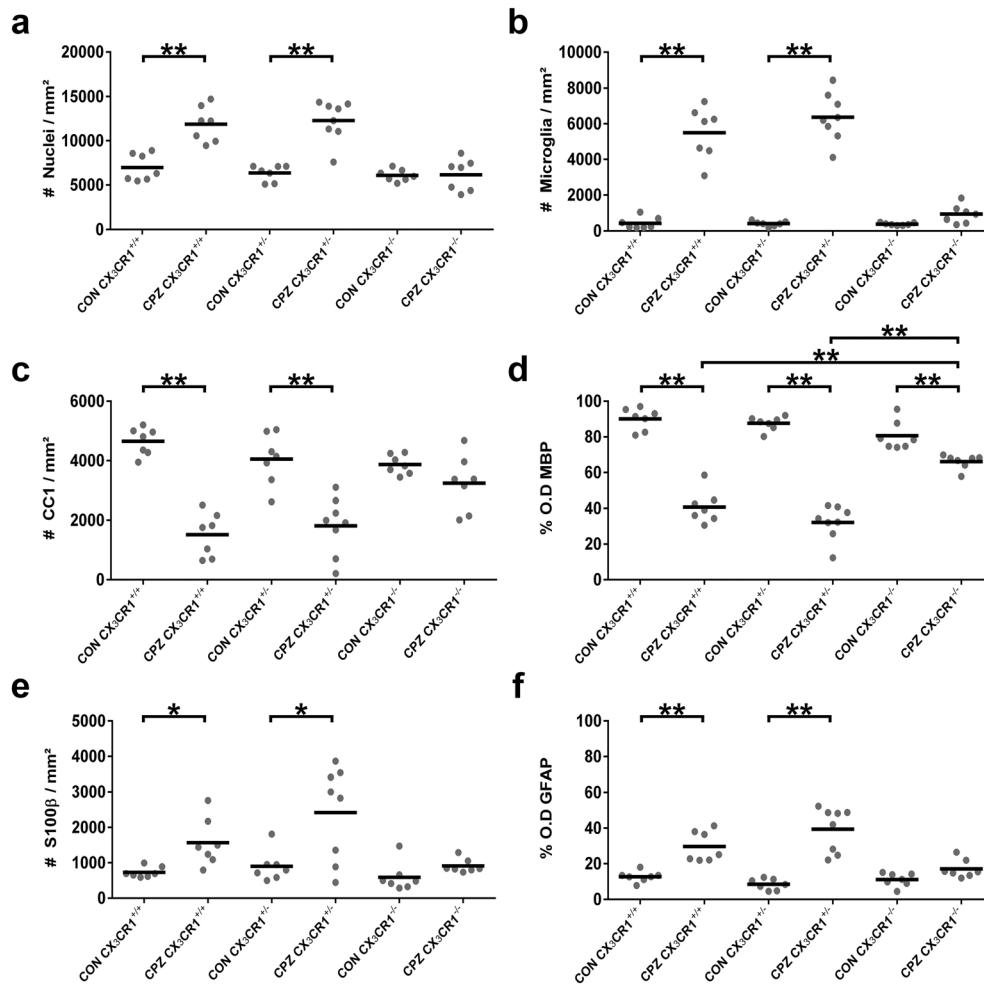 a
# Nuclei / mm²
20000
15000
10000
5000
0
** **
CON CX₃CR1⁺/⁺
CPZ CX₃CR1⁺/⁺
CON CX₃CR1⁺/⁻
CPZ CX₃CR1⁺/⁻
CON CX₃CR1⁻/⁻
CPZ CX₃CR1⁻/⁻
b
# Microglia / mm²
10000
8000
6000
4000
2000
0
** **
CON CX₃CR1⁺/⁺
CPZ CX₃CR1⁺/⁺
CON CX₃CR1⁺/⁻
CPZ CX₃CR1⁺/⁻
CON CX₃CR1⁻/⁻
CPZ CX₃CR1⁻/⁻
c
# CC1 / mm²
6000
4000
2000
0
** **
CON CX₃CR1⁺/⁺
CPZ CX₃CR1⁺/⁺
CON CX₃CR1⁺/⁻
CPZ CX₃CR1⁺/⁻
CON CX₃CR1⁻/⁻
CPZ CX₃CR1⁻/⁻
d
% O.D MBP
100
80
60
40
20
0
**
**
** ** **
CON CX₃CR1⁺/⁺
CPZ CX₃CR1⁺/⁺
CON CX₃CR1⁺/⁻
CPZ CX₃CR1⁺/⁻
CON CX₃CR1⁻/⁻
CPZ CX₃CR1⁻/⁻
e
# S100β / mm²
5000
4000
3000
2000
1000
0
* *
CON CX₃CR1⁺/⁺
CPZ CX₃CR1⁺/⁺
CON CX₃CR1⁺/⁻
CPZ CX₃CR1⁺/⁻
CON CX₃CR1⁻/⁻
CPZ CX₃CR1⁻/⁻
f
% O.D GFAP
100
80
60
40
20
0
** **
CON CX₃CR1⁺/⁺
CPZ CX₃CR1⁺/⁺
CON CX₃CR1⁺/⁻
CPZ CX₃CR1⁺/⁻
CON CX₃CR1⁻/⁻
CPZ CX₃CR1⁻/⁻